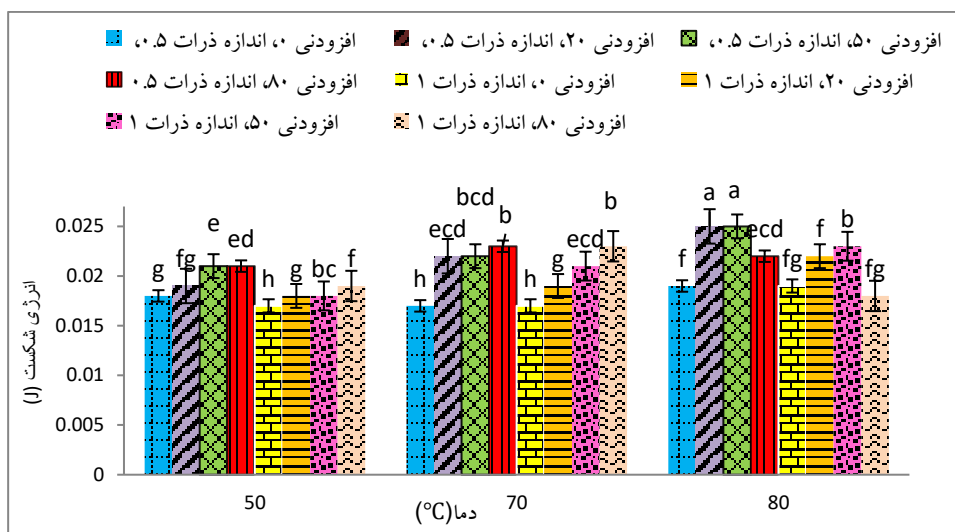 افزودنی ۰، اندازه ذرات ۰.۵، افزودنی ۲۰، اندازه ذرات ۰.۵، افزودنی ۵۰، اندازه ذرات ۰.۵،
افزودنی ۸۰، اندازه ذرات ۰.۵ افزودنی ۰، اندازه ذرات ۱ افزودنی ۲۰، اندازه ذرات ۱
افزودنی ۵۰، اندازه ذرات ۱ افزودنی ۸۰، اندازه ذرات ۱
انرژی شکست (J)
0.025
0.02
0.015
0.01
0.005
0
g fg e ed h g bc f
h ecd bcd b h g ecd b
f a a ecd fg f b fg
50 70 80
دما(°C)